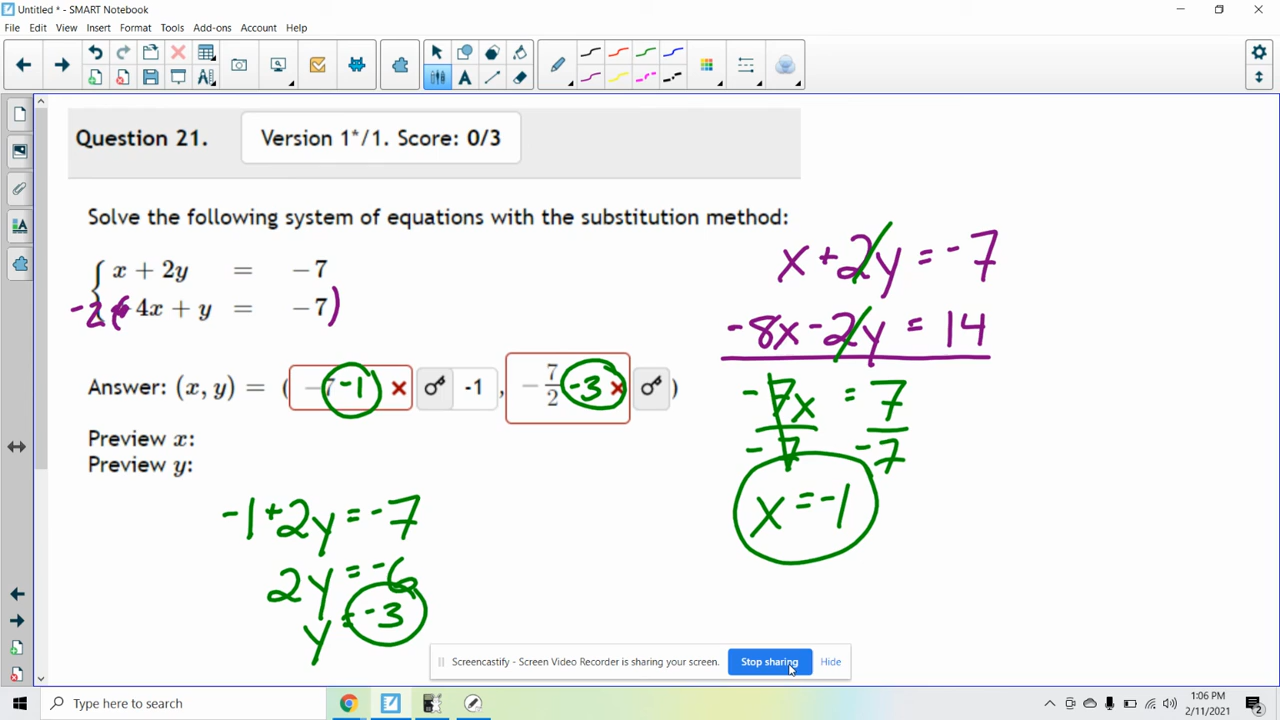 Untitled * - SMART Notebook
File Edit View Insert Format Tools Add-ons Account Help
Question 21. Version 1*/1. Score: 0/3
Solve the following system of equations with the substitution method:
x + 2y = -7
-2( 4x + y = -7)
Answer: (x, y) = ( -7 -1 × -1 , -7/2 -3 × )
Preview x:
Preview y:
-1+2y=-7
2y=-6
y=-3
x+2y=-7
-8x-2y=14
-7x = 7
-7 -7
x=-1
Screencastify - Screen Video Recorder is sharing your screen. Stop sharing Hide
Type here to search
1:06 PM
2/11/2021
2